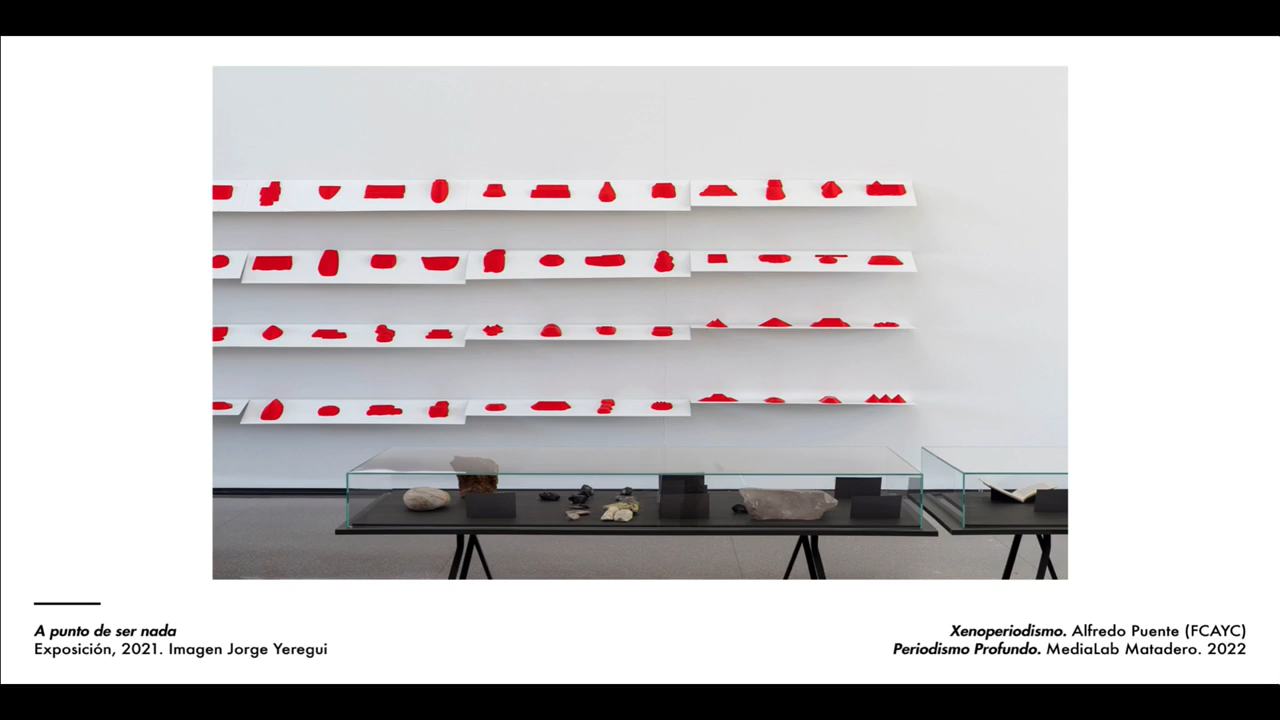 A punto de ser nada
Exposición, 2021. Imagen Jorge Yeregui
Xenoperiodismo. Alfredo Puente (FCAYC)
Periodismo Profundo. MediaLab Matadero. 2022